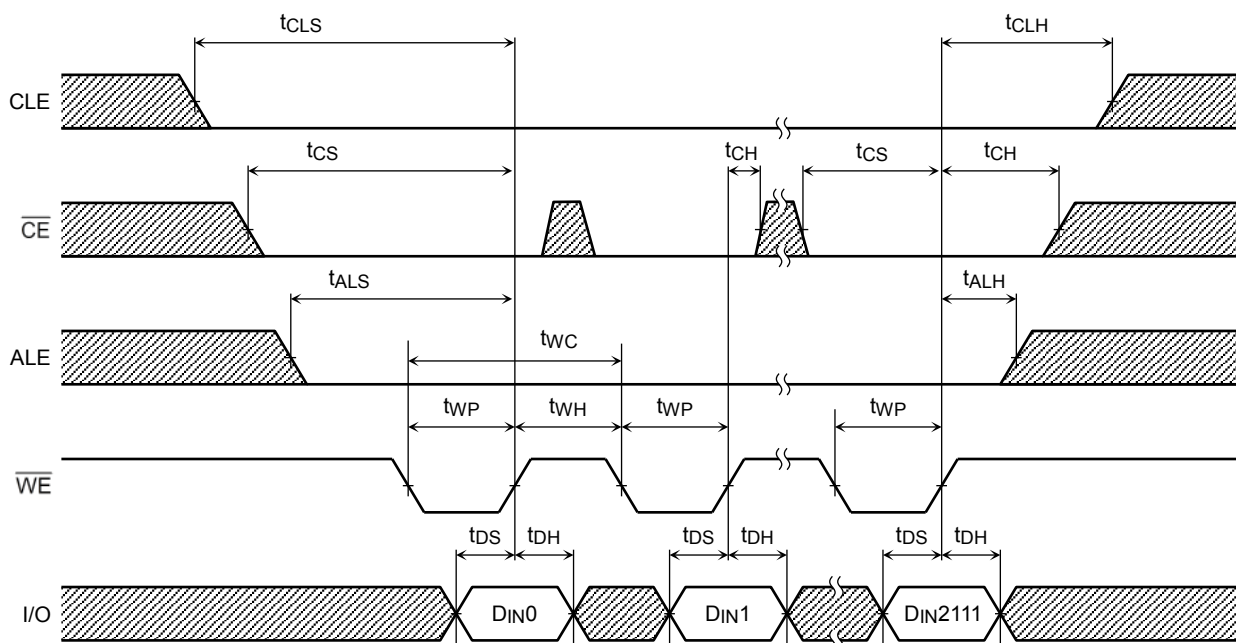 tCLS tCLH
CLE
tCS tCH tCS tCH
CE
tALS tALH
ALE
tWC
tWP tWH tWP tWP
WE
tDS tDH tDS tDH tDS tDH
I/O DIN0 DIN1 DIN2111